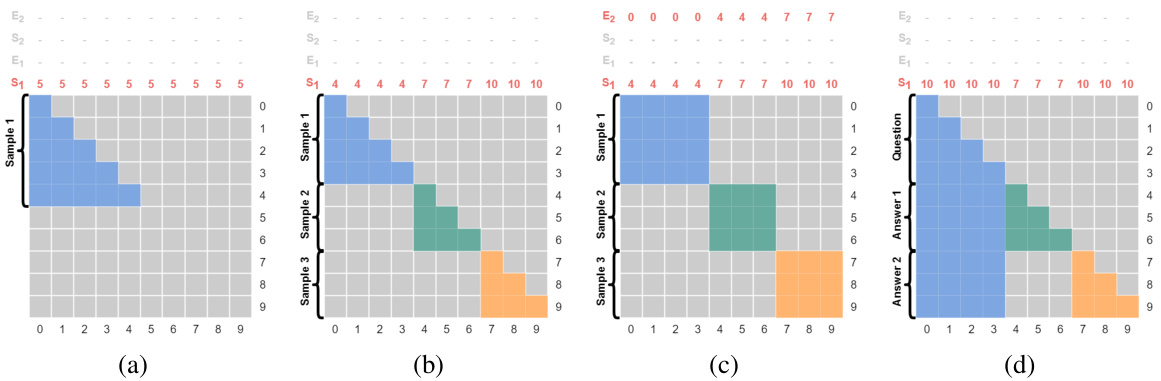 E2 - - - - - - - - - -
S2 - - - - - - - - - -
E1 - - - - - - - - - -
S1 5 5 5 5 5 5 5 5 5 5
Sample 1
0
1
2
3
4
5
6
7
8
9
0 1 2 3 4 5 6 7 8 9
(a)
- - - - - - - - - -
- - - - - - - - - -
- - - - - - - - - -
S1 4 4 4 4 7 7 7 10 10 10
Sample 1
Sample 2
Sample 3
0
1
2
3
4
5
6
7
8
9
0 1 2 3 4 5 6 7 8 9
(b)
E2 0 0 0 0 4 4 4 7 7 7
S2 - - - - - - - - - -
E1 - - - - - - - - - -
S1 4 4 4 4 7 7 7 10 10 10
Sample 1
Sample 2
Sample 3
0
1
2
3
4
5
6
7
8
9
0 1 2 3 4 5 6 7 8 9
(c)
E2 - - - - - - - - - -
S2 - - - - - - - - - -
E1 - - - - - - - - - -
S1 10 10 10 10 7 7 7 10 10 10
Question
Answer 1
Answer 2
0
1
2
3
4
5
6
7
8
9
0 1 2 3 4 5 6 7 8 9
(d)